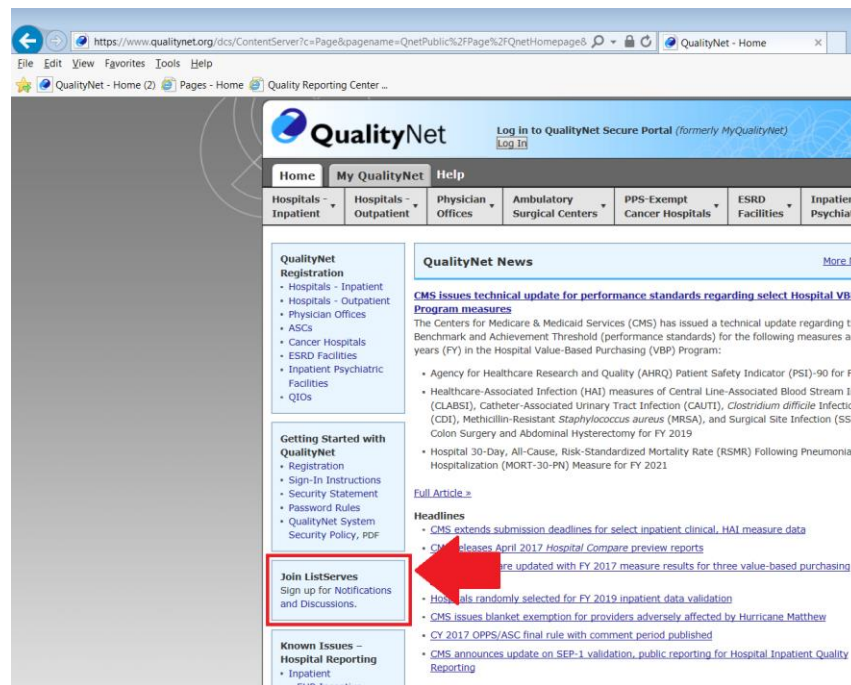 https://www.qualitynet.org/dcs/ContentServer?c=Page&pagename=QnetPublic%2FPage%2FQnetHomepage&
QualityNet - Home
File Edit View Favorites Tools Help
QualityNet - Home (2) Pages - Home Quality Reporting Center ...
QualityNet
Log in to QualityNet Secure Portal (formerly MyQualityNet)
Log In
Home My QualityNet Help
Hospitals - Inpatient
Hospitals - Outpatient
Physician Offices
Ambulatory Surgical Centers
PPS-Exempt Cancer Hospitals
ESRD Facilities
QualityNet
Registration
• Hospitals - Inpatient
• Hospitals - Outpatient
• Physician Offices
• ASCs
• Cancer Hospitals
• ESRD Facilities
• Inpatient Psychiatric
Facilities
• QIOs
Getting Started with
QualityNet
• Registration
• Sign-In Instructions
• Security Statement
• Password Rules
• QualityNet System
Security Policy, PDF
Join ListServes
Sign up for Notifications
and Discussions.
Known Issues –
Hospital Reporting
• Inpatient
QualityNet News
More
CMS issues technical update for performance standards regarding select Hospital VB
Program measures
The Centers for Medicare & Medicaid Services (CMS) has issued a technical update regarding
Benchmark and Achievement Threshold (performance standards) for the following measures
years (FY) in the Hospital Value-Based Purchasing (VBP) Program:
• Agency for Healthcare Research and Quality (AHRQ) Patient Safety Indicator (PSI)-90 for
• Healthcare-Associated Infection (HAI) measures of Central Line-Associated Blood Stream
(CLABSI), Catheter-Associated Urinary Tract Infection (CAUTI), Clostridium difficile
(CDI), Methicillin-Resistant Staphylococcus aureus (MRSA), and Surgical Site Infection
Colon Surgery and Abdominal Hysterectomy for FY 2019
• Hospital 30-Day, All-Cause, Risk-Standardized Mortality Rate (RSMR) Following Pneumonia
Hospitalization (MORT-30-PN) Measure for FY 2021
Full Article »
Headlines
• CMS extends submission deadlines for select inpatient clinical, HAI measure data
• April 2017 Hospital Compare preview reports
updated with FY 2017 measure results for three value-based purchasing
• randomly selected for FY 2019 inpatient data validation
• CMS issues blanket exemption for providers adversely affected by Hurricane Matthew
• CY 2017 OPPS/ASC final rule with comment period published
• CMS announces update on SEP-1 validation, public reporting for Hospital Inpatient Quality
Reporting